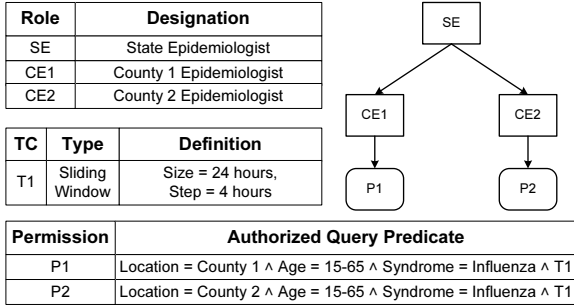 Role Designation
SE State Epidemiologist
CE1 County 1 Epidemiologist
CE2 County 2 Epidemiologist
TC Type Definition
T1 Sliding Window Size = 24 hours, Step = 4 hours
SE
CE1 CE2
P1 P2
Permission Authorized Query Predicate
P1 Location = County 1 ∧ Age = 15-65 ∧ Syndrome = Influenza ∧ T1
P2 Location = County 2 ∧ Age = 15-65 ∧ Syndrome = Influenza ∧ T1